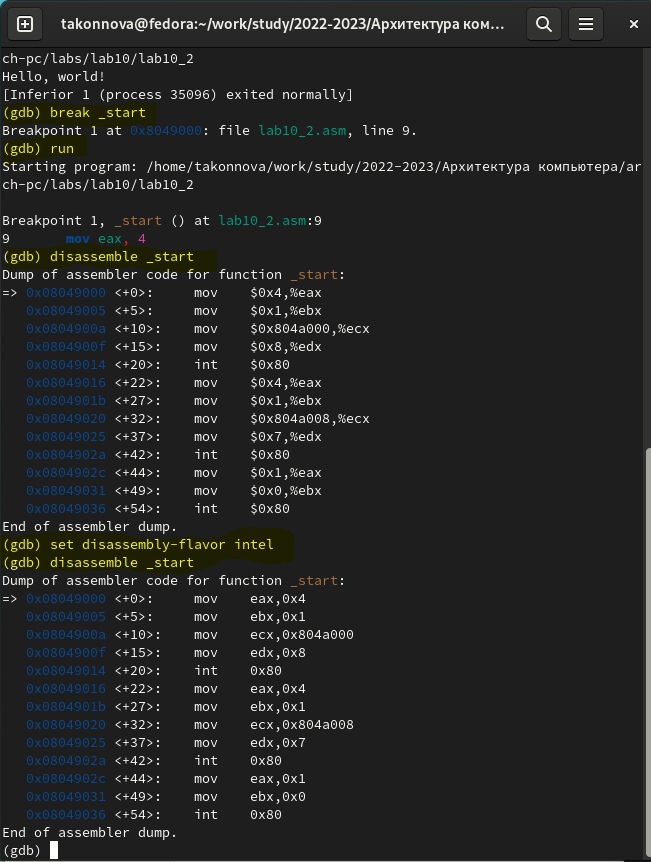 takonnova@fedora:~/work/study/2022-2023/Архитектура ком...
ch-pc/labs/lab10/lab10_2
Hello, world!
[Inferior 1 (process 35096) exited normally]
(gdb) break _start
Breakpoint 1 at 0x8049000: file lab10_2.asm, line 9.
(gdb) run
Starting program: /home/takonnova/work/study/2022-2023/Архитектура компьютера/ar
ch-pc/labs/lab10/lab10_2
Breakpoint 1, _start () at lab10_2.asm:9
9       mov eax, 4
(gdb) disassemble _start
Dump of assembler code for function _start:
=> 0x08049000 <+0>:     mov    $0x4,%eax
   0x08049005 <+5>:     mov    $0x1,%ebx
   0x0804900a <+10>:    mov    $0x804a000,%ecx
   0x0804900f <+15>:    mov    $0x8,%edx
   0x08049014 <+20>:    int    $0x80
   0x08049016 <+22>:    mov    $0x4,%eax
   0x0804901b <+27>:    mov    $0x1,%ebx
   0x08049020 <+32>:    mov    $0x804a008,%ecx
   0x08049025 <+37>:    mov    $0x7,%edx
   0x0804902a <+42>:    int    $0x80
   0x0804902c <+44>:    mov    $0x1,%eax
   0x08049031 <+49>:    mov    $0x0,%ebx
   0x08049036 <+54>:    int    $0x80
End of assembler dump.
(gdb) set disassembly-flavor intel
(gdb) disassemble _start
Dump of assembler code for function _start:
=> 0x08049000 <+0>:     mov    eax,0x4
   0x08049005 <+5>:     mov    ebx,0x1
   0x0804900a <+10>:    mov    ecx,0x804a000
   0x0804900f <+15>:    mov    edx,0x8
   0x08049014 <+20>:    int    0x80
   0x08049016 <+22>:    mov    eax,0x4
   0x0804901b <+27>:    mov    ebx,0x1
   0x08049020 <+32>:    mov    ecx,0x804a008
   0x08049025 <+37>:    mov    edx,0x7
   0x0804902a <+42>:    int    0x80
   0x0804902c <+44>:    mov    eax,0x1
   0x08049031 <+49>:    mov    ebx,0x0
   0x08049036 <+54>:    int    0x80
End of assembler dump.
(gdb)